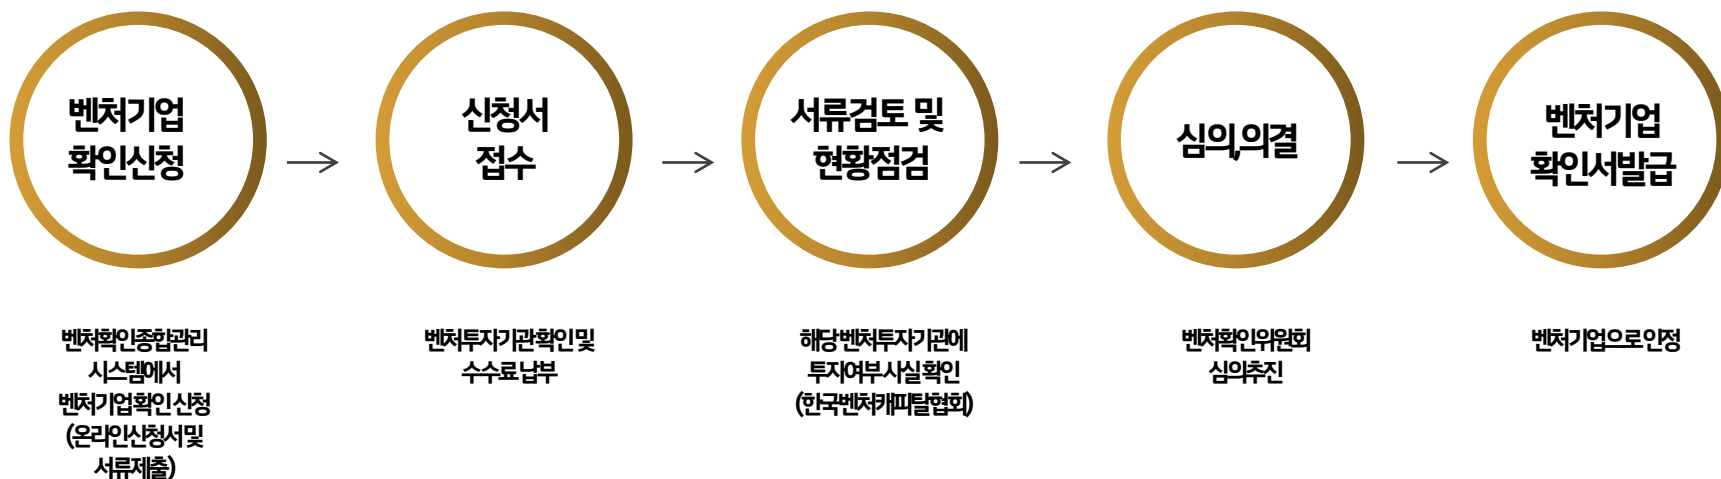 벤처기업
확인신청
신청서
접수
서류검토 및
현황점검
심의,의결
벤처기업
확인서발급
벤처확인종합관리
시스템에서
벤처기업확인 신청
(온라인신청서 및
서류제출)
벤처투자기관 확인 및
수수료 납부
해당 벤처투자기관에
투자여부 사실 확인
(한국벤처캐피탈협회)
벤처확인위원회
심의추진
벤처기업으로 인정